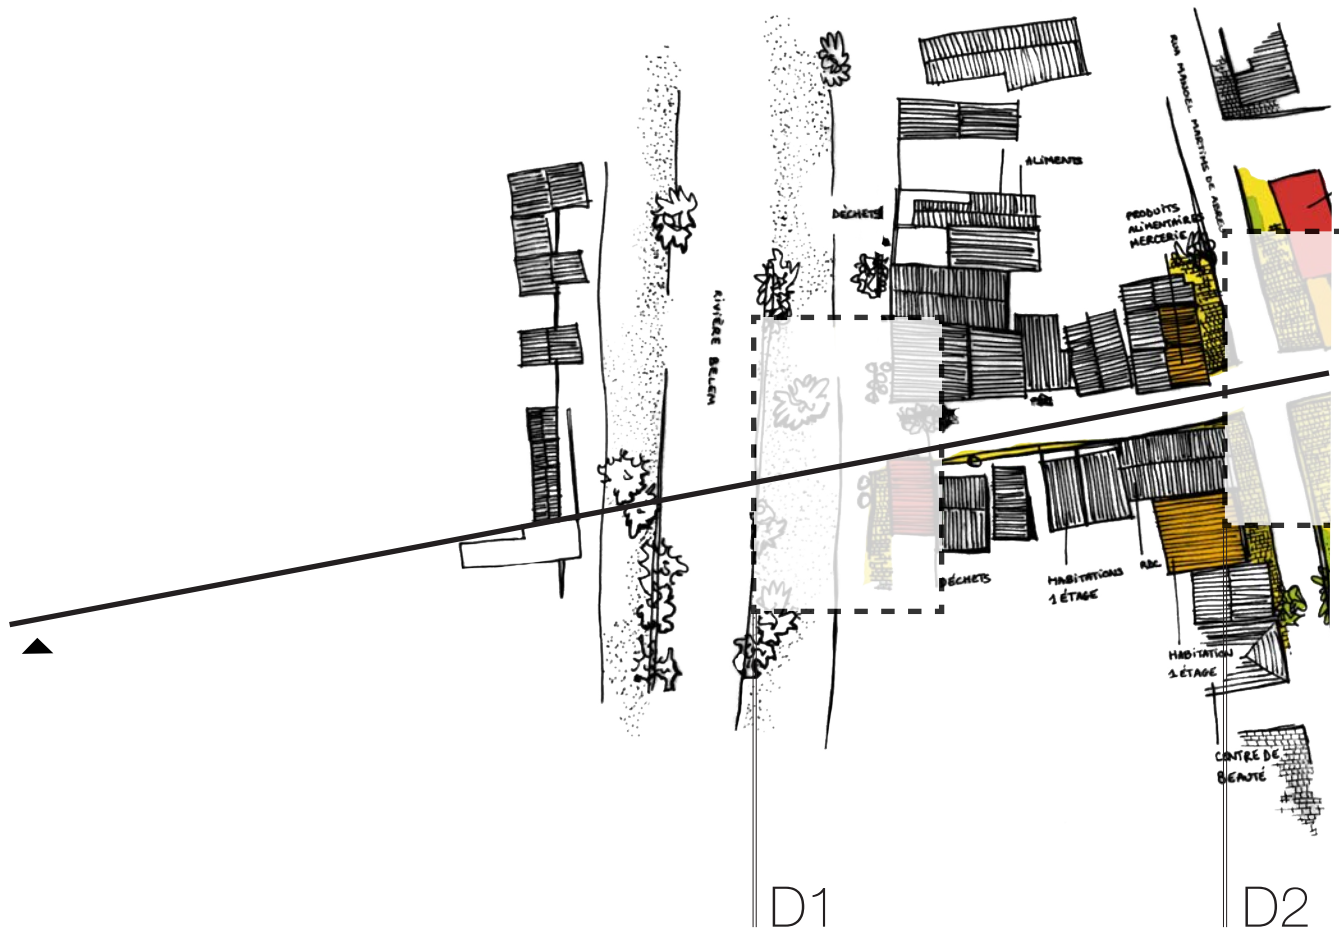 ALIMENTS
DÉCHETS
PRODUITS
ALIMENTAIRES
MERCERIE
RUA MANOEL MARTINS DE
RIVIÈRE BELEM
DÉCHETS
HABITATIONS
1 ÉTAGE
RDC
HABITATION
1 ÉTAGE
CENTRE DE
BEAUTÉ
D1
D2